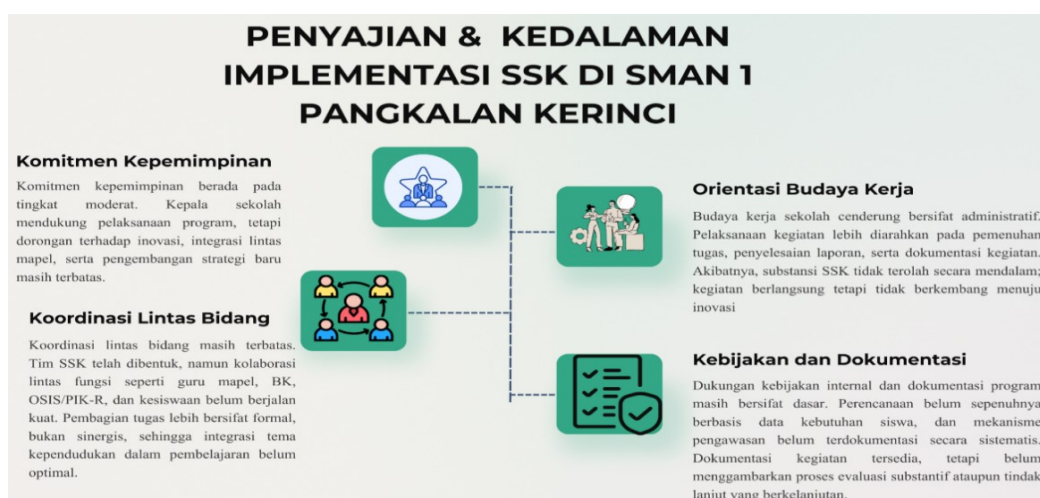 PENYAJIAN & KEDALAMAN
IMPLEMENTASI SSK DI SMAN 1
PANGKALAN KERINCI
Komitmen Kepemimpinan
Komitmen kepemimpinan berada pada
tingkat moderat. Kepala sekolah
mendukung pelaksanaan program, tetapi
dorongan terhadap inovasi, integrasi lintas
mapel, serta pengembangan strategi baru
masih terbatas.
Koordinasi Lintas Bidang
Koordinasi lintas bidang masih terbatas.
Tim SSK telah dibentuk, namun kolaborasi
lintas fungsi seperti guru mapel, BK,
OSIS/PIK-R, dan kesiswaan belum berjalan
kuat. Pembagian tugas lebih bersifat formal,
bukan sinergis, sehingga integrasi tema
kependudukan dalam pembelajaran belum
optimal.
Orientasi Budaya Kerja
Budaya kerja sekolah cenderung bersifat administratif.
Pelaksanaan kegiatan lebih diarahkan pada pemenuhan
tugas, penyelesaian laporan, serta dokumentasi kegiatan.
Akibatnya, substansi SSK tidak terolah secara mendalam;
kegiatan berlangsung tetapi tidak berkembang menuju
inovasi
Kebijakan dan Dokumentasi
Dukungan kebijakan internal dan dokumentasi program
masih bersifat dasar. Perencanaan belum sepenuhnya
berbasis data kebutuhan siswa, dan mekanisme
pengawasan belum terdokumentasi secara sistematis.
Dokumentasi kegiatan tersedia, tetapi belum
menggambarkan proses evaluasi substantif ataupun tindak
lanjut yang berkelanjutan.